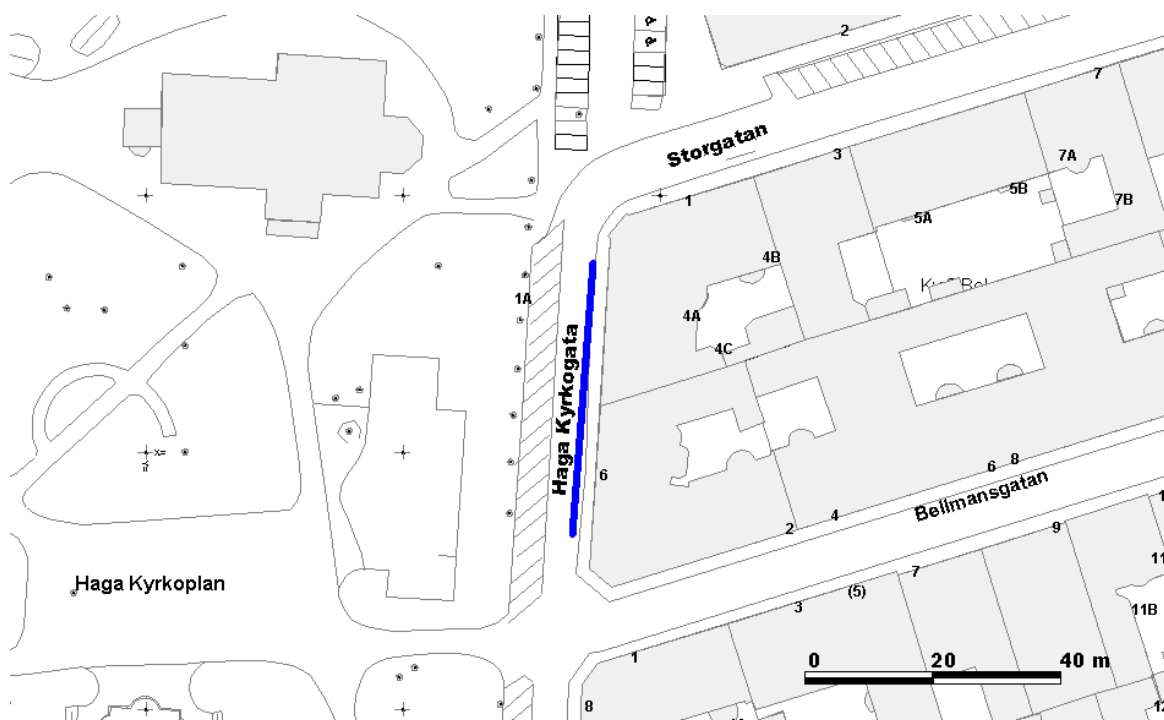 2
7
Storgatan
3
7A
1
5B
7B
5A
4B
1A
4A
4C
Haga Kyrkogata
6
6 8
Bellmansgatan
2
4
9
1
7
11
Haga Kyrkoplan
(5)
3
11B
1
0 20 40 m
8